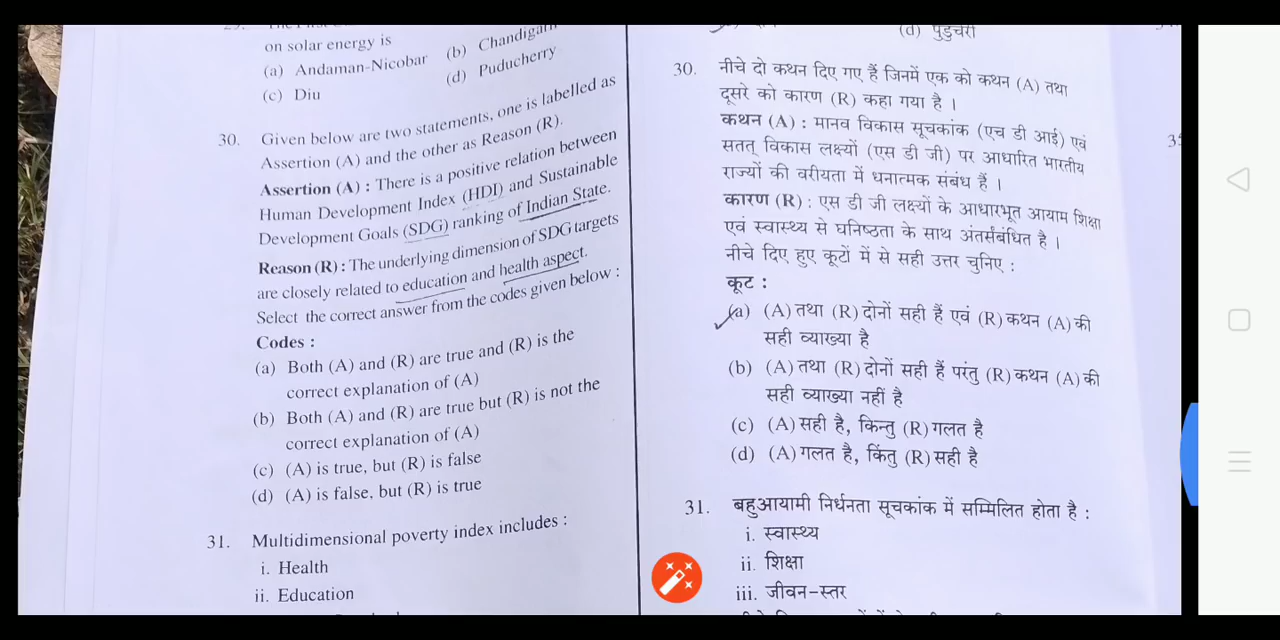 on solar energy is
(a) Andaman-Nicobar (b) Chandigarh
(c) Diu (d) Puducherry
30. Given below are two statements, one is labelled as
Assertion (A) and the other as Reason (R).
Assertion (A) : There is a positive relation between
Human Development Index (HDI) and Sustainable
Development Goals (SDG) ranking of Indian State.
Reason (R) : The underlying dimension of SDG targets
are closely related to education and health aspect.
Select the correct answer from the codes given below :
Codes :
(a) Both (A) and (R) are true and (R) is the
correct explanation of (A)
(b) Both (A) and (R) are true but (R) is not the
correct explanation of (A)
(c) (A) is true, but (R) is false
(d) (A) is false, but (R) is true
31. Multidimensional poverty index includes :
i. Health
ii. Education
(d) पुडुचेरी
30. नीचे दो कथन दिए गए हैं जिनमें एक को कथन (A) तथा
दूसरे को कारण (R) कहा गया है ।
कथन (A) : मानव विकास सूचकांक (एच डी आई) एवं
सतत् विकास लक्ष्यों (एस डी जी) पर आधारित भारतीय
राज्यों की वरीयता में धनात्मक संबंध हैं ।
कारण (R) : एस डी जी लक्ष्यों के आधारभूत आयाम शिक्षा
एवं स्वास्थ्य से घनिष्ठता के साथ अंतर्संबंधित है ।
नीचे दिए हुए कूटों में से सही उत्तर चुनिए :
कूट :
(a) (A) तथा (R) दोनों सही हैं एवं (R) कथन (A) की
सही व्याख्या है
(b) (A) तथा (R) दोनों सही हैं परंतु (R) कथन (A) की
सही व्याख्या नहीं है
(c) (A) सही है, किन्तु (R) गलत है
(d) (A) गलत है, किंतु (R) सही है
31. बहुआयामी निर्धनता सूचकांक में सम्मिलित होता है :
i. स्वास्थ्य
ii. शिक्षा
iii. जीवन-स्तर